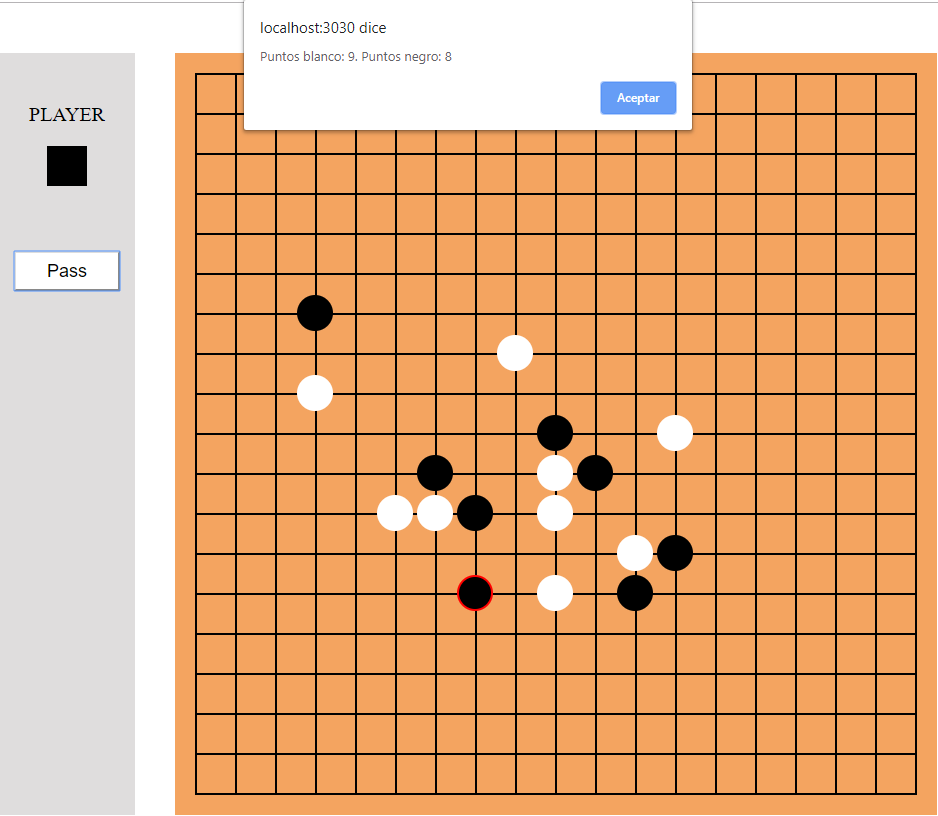 localhost:3030 dice
Puntos blanco: 9. Puntos negro: 8
Aceptar
PLAYER
Pass